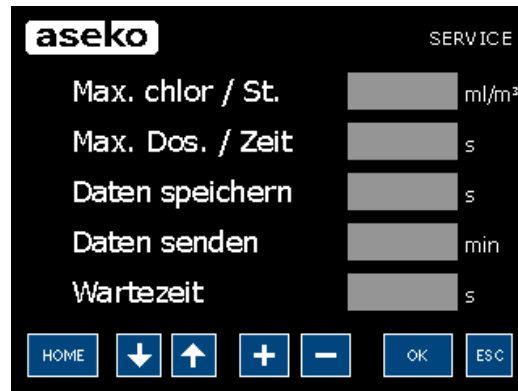 aseko SERVICE
Max. chlor / St. ml/m³
Max. Dos. / Zeit s
Daten speichern s
Daten senden min
Wartezeit s
HOME + − OK ESC